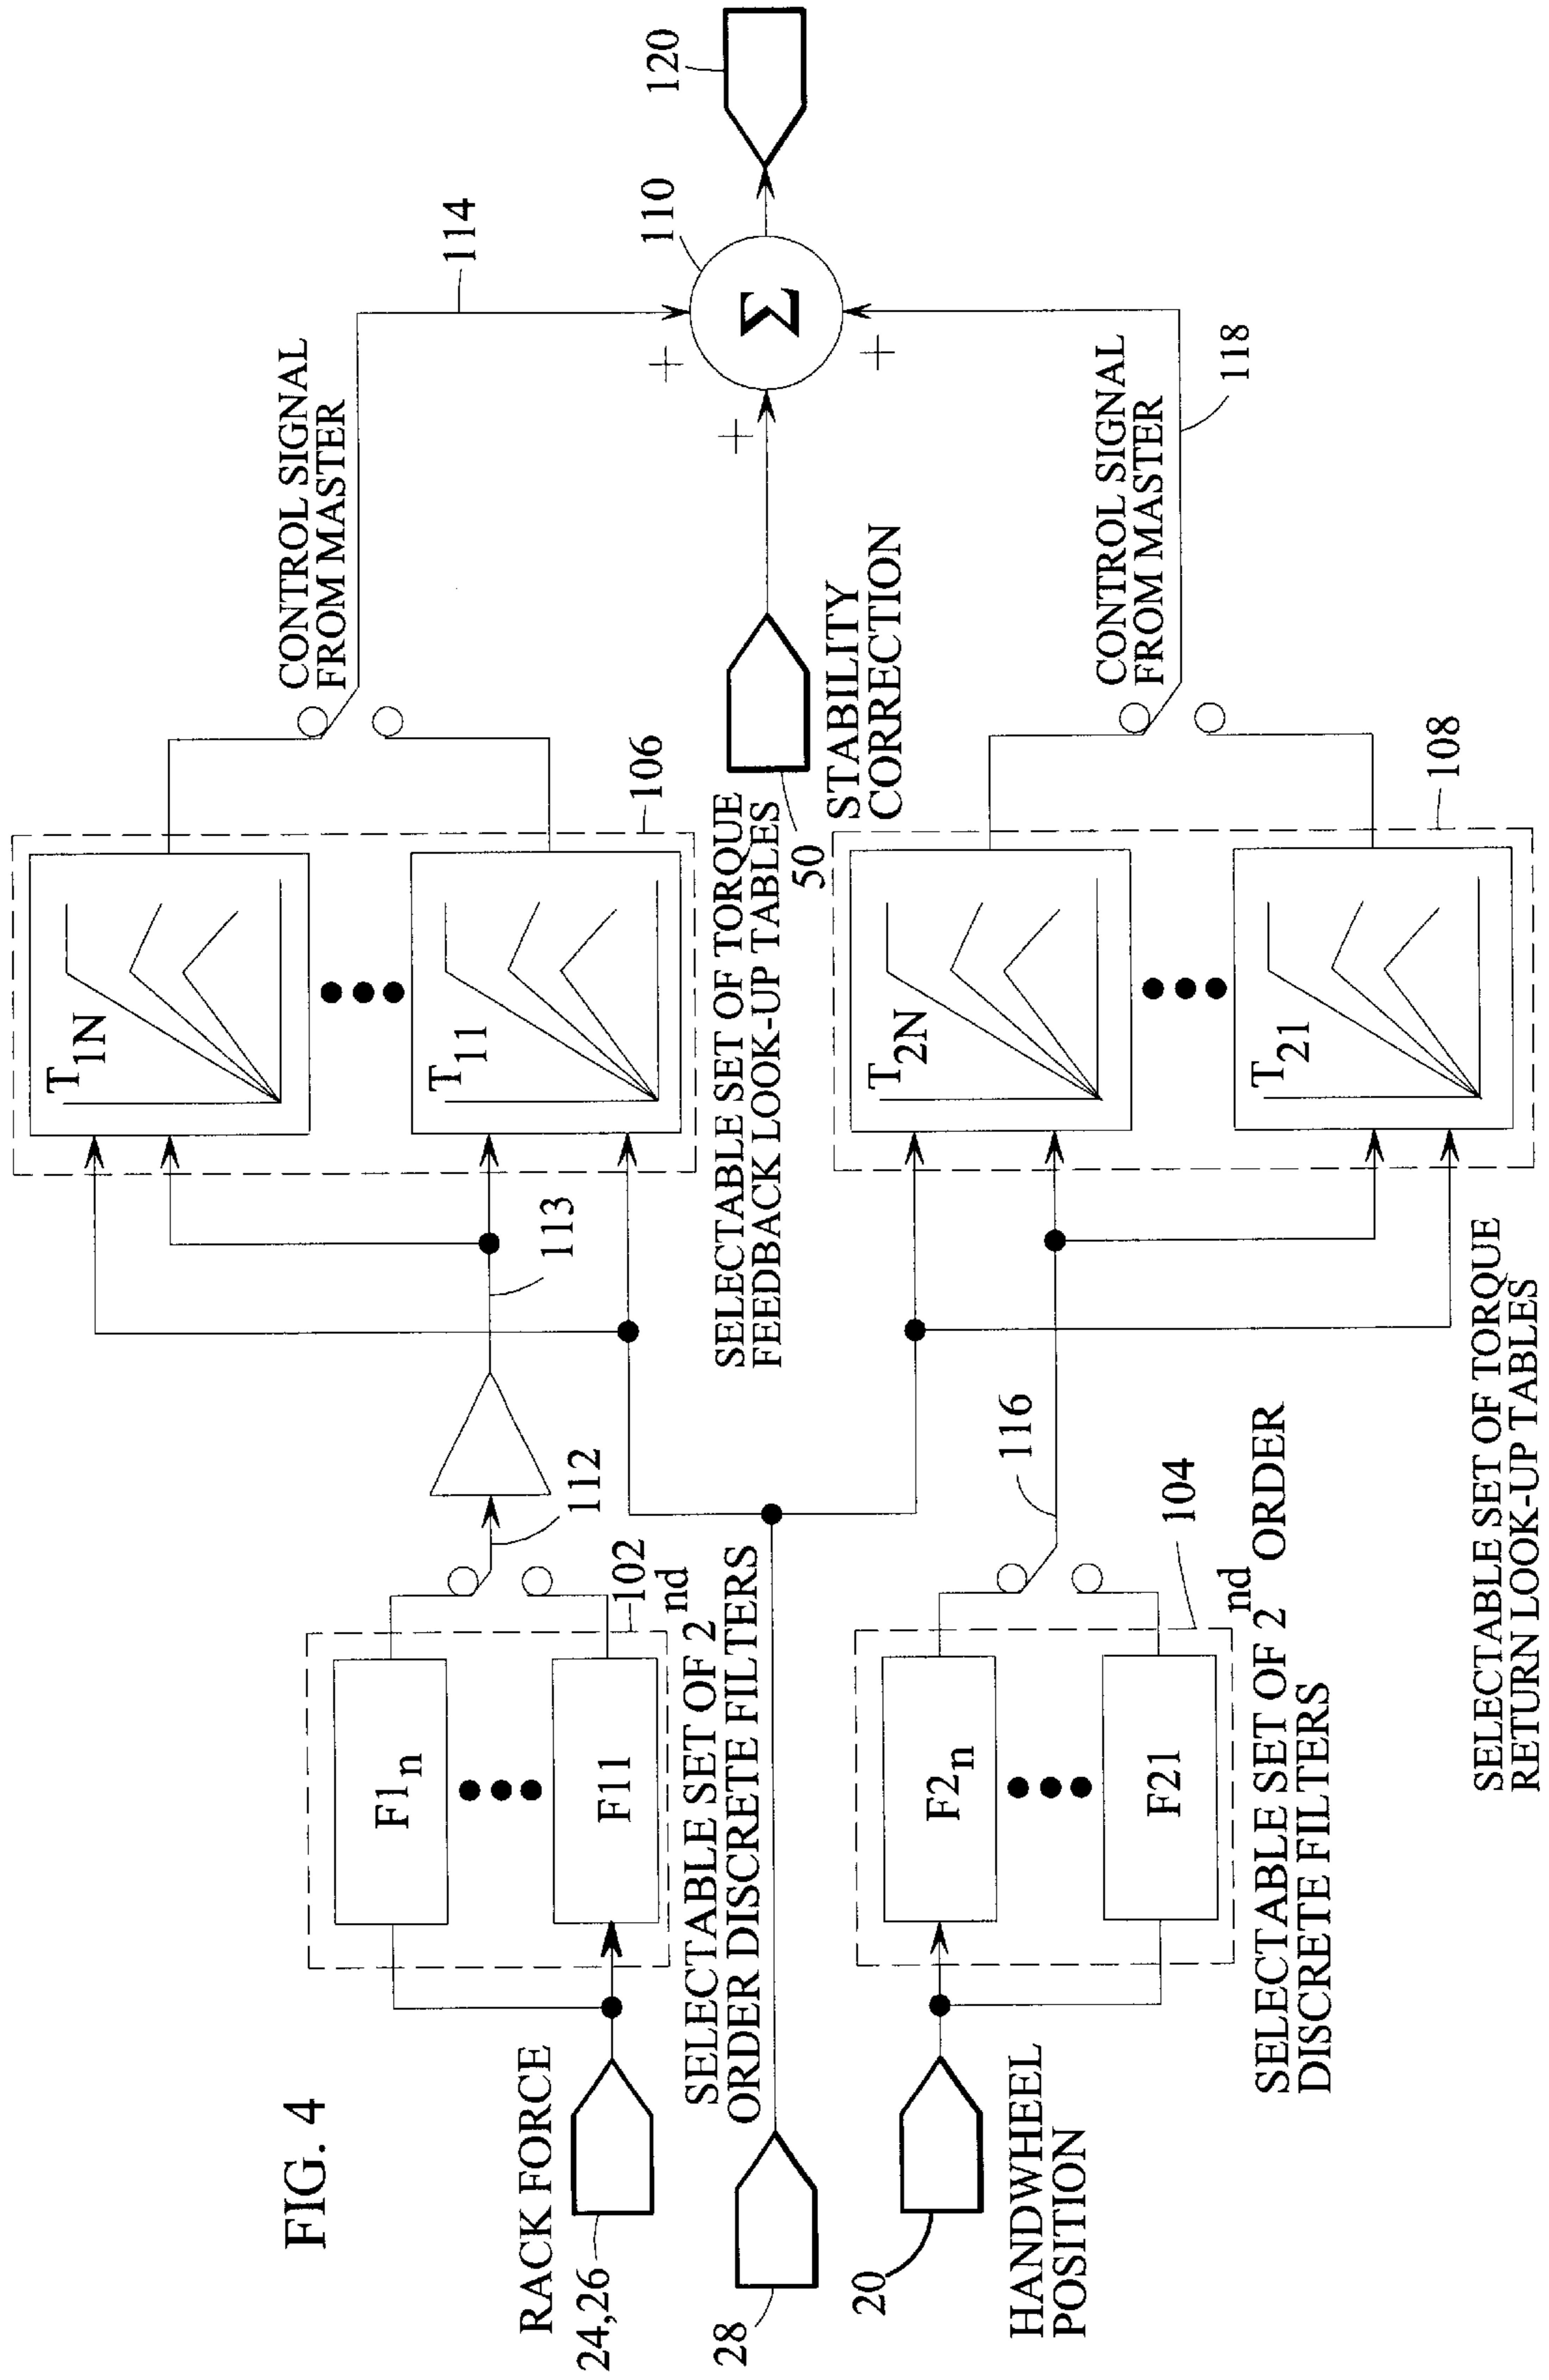 FIG. 4
RACK FORCE
24,26
28
20
HANDWHEEL
POSITION
F1n
F11
102
SELECTABLE SET OF 2nd
ORDER DISCRETE FILTERS
F2n
F21
104
SELECTABLE SET OF 2nd ORDER
DISCRETE FILTERS
112
113
116
T1N
T11
106
SELECTABLE SET OF TORQUE
FEEDBACK LOOK-UP TABLES
50
STABILITY
CORRECTION
T2N
T21
108
SELECTABLE SET OF TORQUE
RETURN LOOK-UP TABLES
CONTROL SIGNAL
FROM MASTER
114
CONTROL SIGNAL
FROM MASTER
118
+
+
+
Σ
110
120